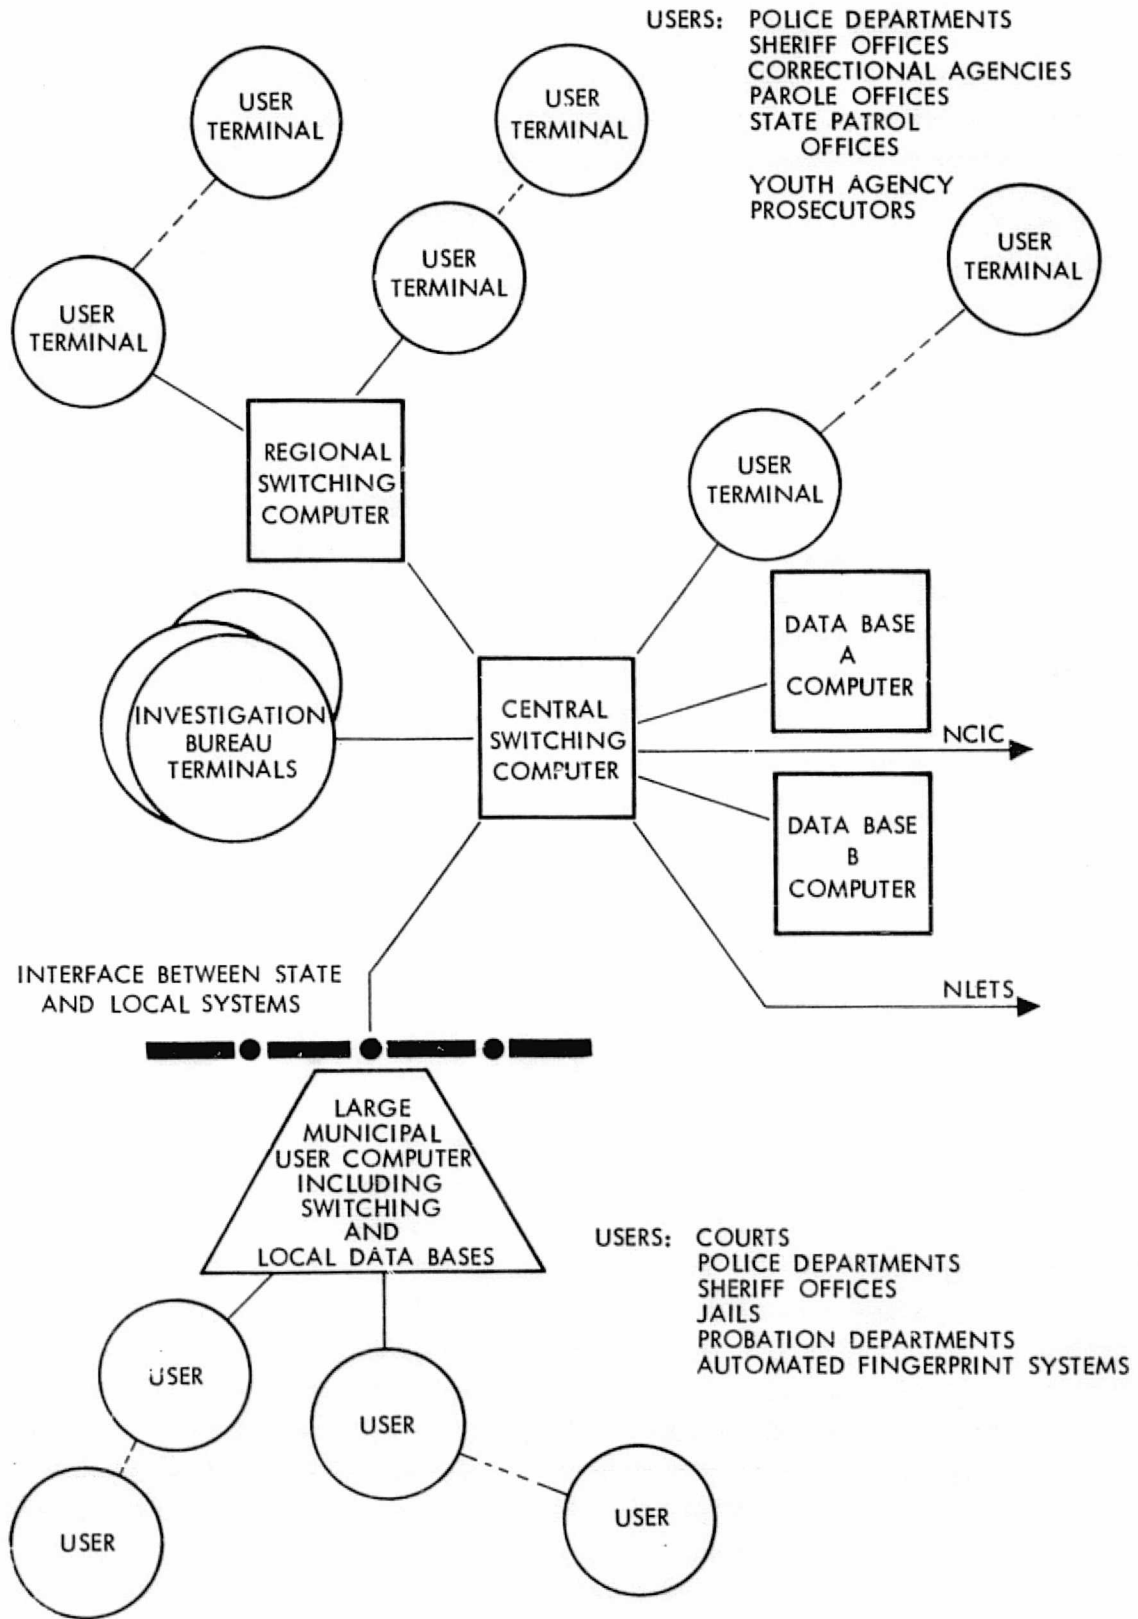 USERS: POLICE DEPARTMENTS
SHERIFF OFFICES
CORRECTIONAL AGENCIES
PAROLE OFFICES
STATE PATROL
OFFICES
YOUTH AGENCY
PROSECUTORS
USER
TERMINAL
USER
TERMINAL
USER
TERMINAL
USER
TERMINAL
USER
TERMINAL
USER
TERMINAL
REGIONAL
SWITCHING
COMPUTER
DATA BASE
A
COMPUTER
INVESTIGATION
BUREAU
TERMINALS
CENTRAL
SWITCHING
COMPUTER
NCIC
DATA BASE
B
COMPUTER
INTERFACE BETWEEN STATE
AND LOCAL SYSTEMS
NLETS
LARGE
MUNICIPAL
USER COMPUTER
INCLUDING
SWITCHING
AND
LOCAL DATA BASES
USERS: COURTS
POLICE DEPARTMENTS
SHERIFF OFFICES
JAILS
PROBATION DEPARTMENTS
AUTOMATED FINGERPRINT SYSTEMS
USER
USER
USER
USER